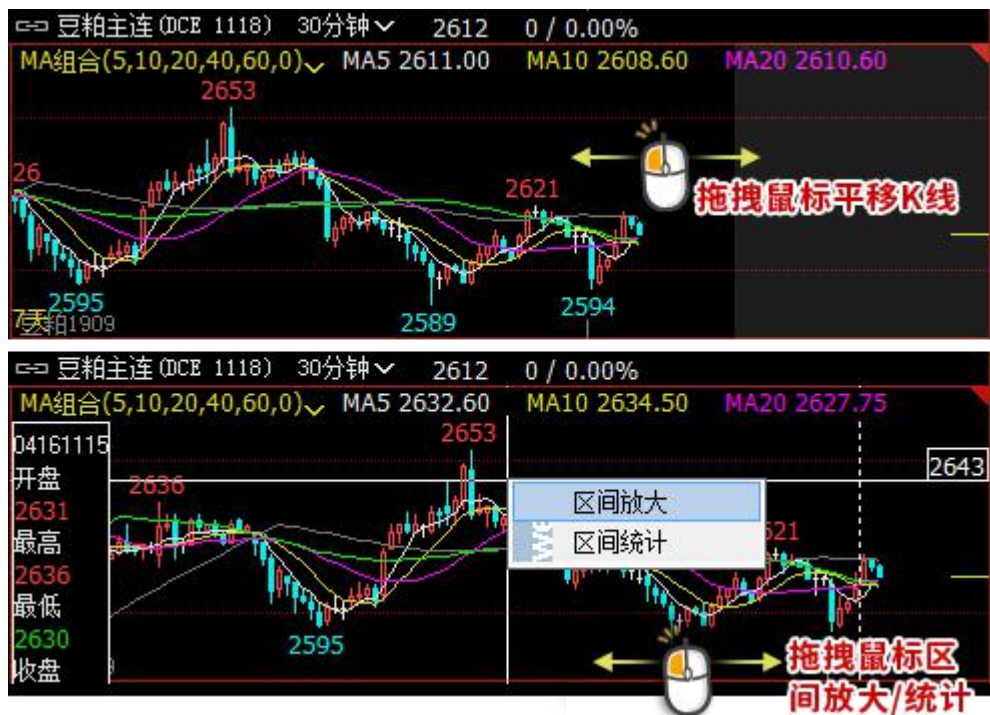 豆粕主连(DCE 1118) 30分钟 2612 0 / 0.00%
MA组合(5,10,20,40,60,0) MA5 2611.00 MA10 2608.60 MA20 2610.60
2653
26
2621
拖拽鼠标平移K线
2595
2594
7天
豆粕1909
2589
豆粕主连(DCE 1118) 30分钟 2612 0 / 0.00%
MA组合(5,10,20,40,60,0) MA5 2632.60 MA10 2634.50 MA20 2627.75
04161115
2653
开盘
2643
2636
区间放大
2631
621
最高
区间统计
2636
最低
2630
2595
收盘
拖拽鼠标区
间放大/统计